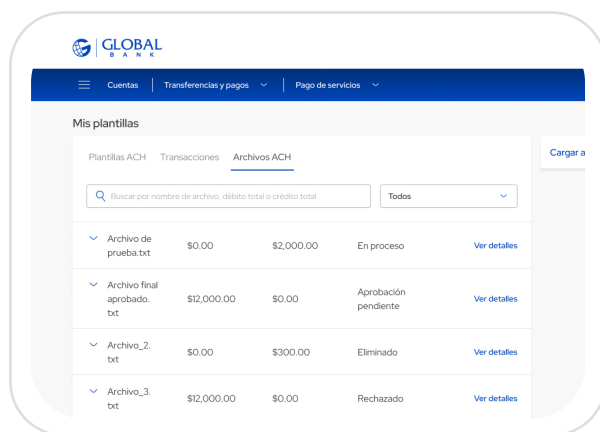 GLOBAL
BANK
Cuentas Transferencias y pagos Pago de servicios
Mis plantillas
Plantillas ACH Transacciones Archivos ACH
Cargar a
Buscar por nombre de archivo, débito total o crédito total Todos
Archivo de
prueba.txt $0.00 $2,000.00 En proceso Ver detalles
Archivo final
aprobado.
txt $12,000.00 $0.00 Aprobación
pendiente Ver detalles
Archivo_2.
txt $0.00 $300.00 Eliminado Ver detalles
Archivo_3.
txt $12,000.00 $0.00 Rechazado Ver detalles